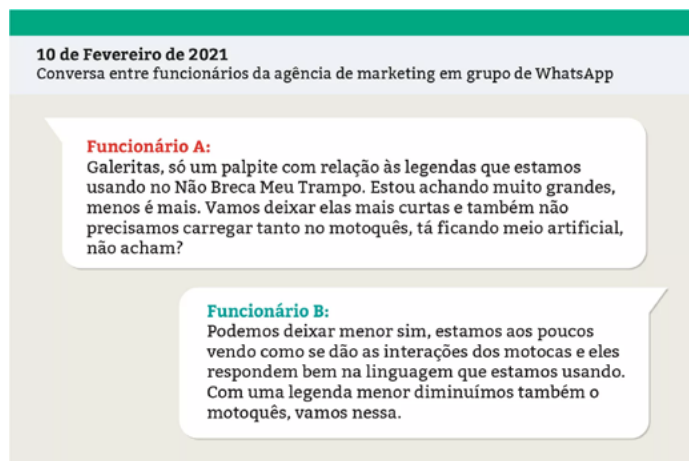 10 de Fevereiro de 2021
Conversa entre funcionários da agência de marketing em grupo de WhatsApp
Funcionário A:
Galeritas, só um palpite com relação às legendas que estamos
usando no Não Breca Meu Trampo. Estou achando muito grandes,
menos é mais. Vamos deixar elas mais curtas e também não
precisamos carregar tanto no motoquês, tá ficando meio artificial,
não acham?
Funcionário B:
Podemos deixar menor sim, estamos aos poucos
vendo como se dão as interações dos motocas e eles
respondem bem na linguagem que estamos usando.
Com uma legenda menor diminuímos também o
motoquês, vamos nessa.